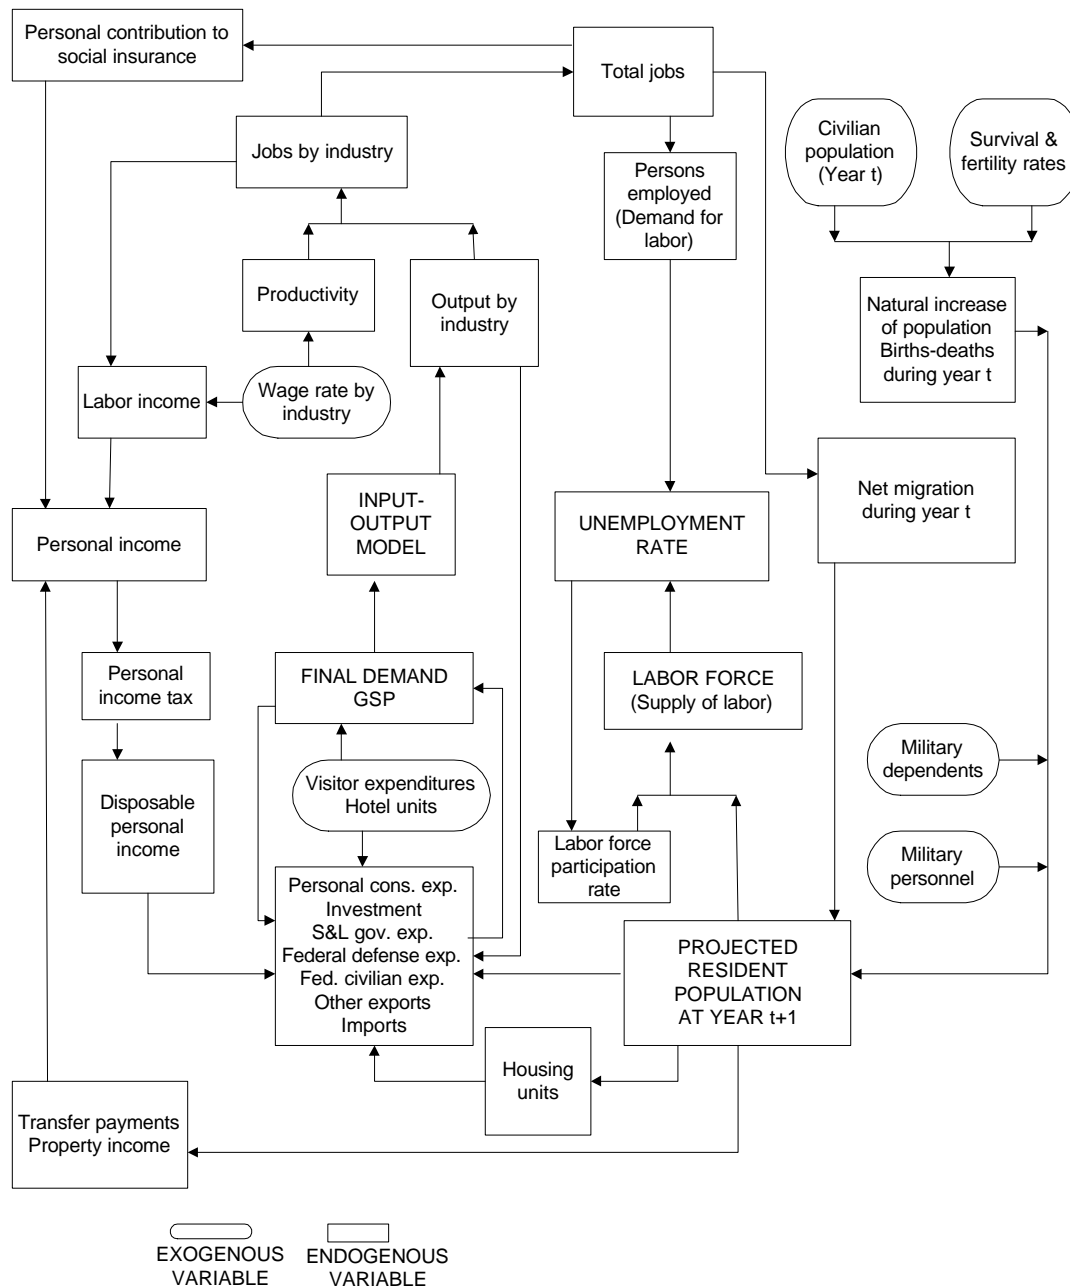 Personal contribution to
social insurance
Total jobs
Jobs by industry
Civilian
population
(Year t)
Survival &
fertility rates
Persons
employed
(Demand for
labor)
Productivity
Output by
industry
Natural increase
of population
Births-deaths
during year t
Labor income
Wage rate by
industry
INPUT-
OUTPUT
MODEL
UNEMPLOYMENT
RATE
Net migration
during year t
Personal income
Personal
income tax
FINAL DEMAND
GSP
LABOR FORCE
(Supply of labor)
Military
dependents
Visitor expenditures
Hotel units
Disposable
personal
income
Labor force
participation
rate
Military
personnel
Personal cons. exp.
Investment
S&L gov. exp.
Federal defense exp.
Fed. civilian exp.
Other exports
Imports
PROJECTED
RESIDENT
POPULATION
AT YEAR t+1
Housing
units
Transfer payments
Property income
EXOGENOUS
VARIABLE
ENDOGENOUS
VARIABLE